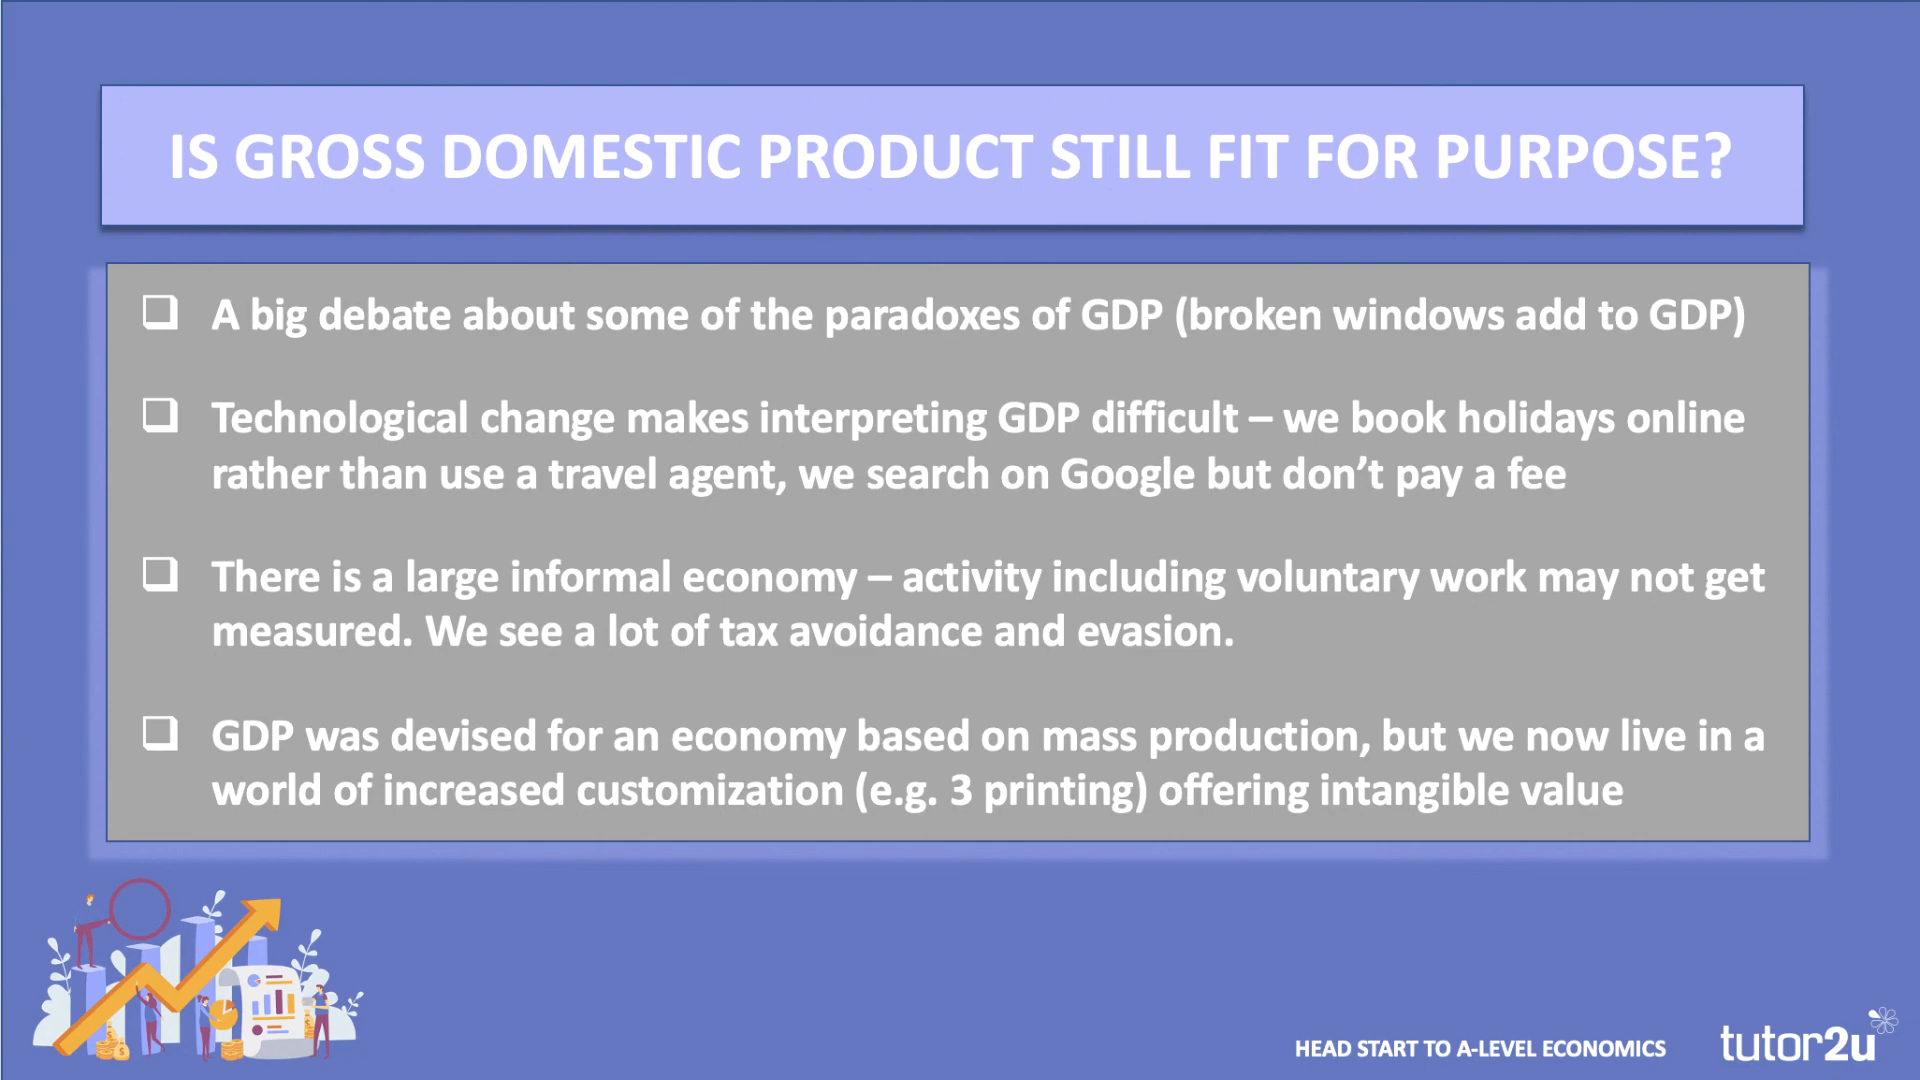 IS GROSS DOMESTIC PRODUCT STILL FIT FOR PURPOSE?
A big debate about some of the paradoxes of GDP (broken windows add to GDP)
Technological change makes interpreting GDP difficult – we book holidays online
rather than use a travel agent, we search on Google but don’t pay a fee
There is a large informal economy – activity including voluntary work may not get
measured. We see a lot of tax avoidance and evasion.
GDP was devised for an economy based on mass production, but we now live in a
world of increased customization (e.g. 3 printing) offering intangible value
HEAD START TO A-LEVEL ECONOMICS
tutor2u